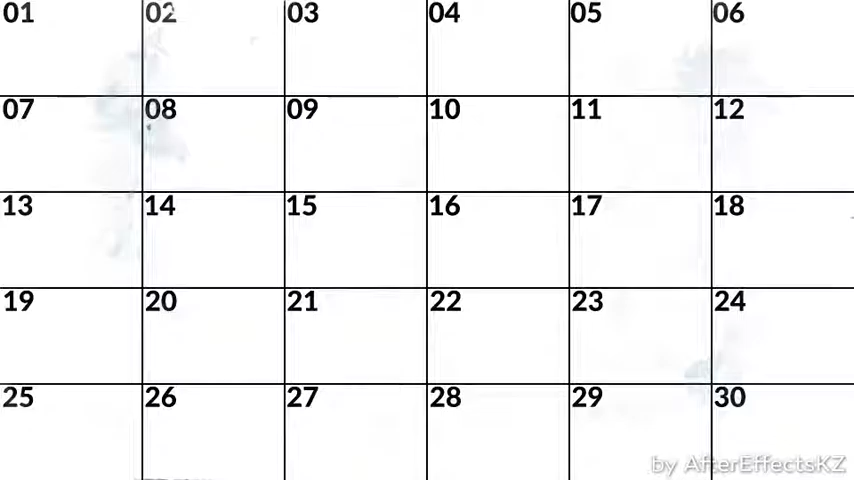 01 02 03 04 05 06
07 08 09 10 11 12
13 14 15 16 17 18
19 20 21 22 23 24
25 26 27 28 29 30
by AfterEffectsKZ